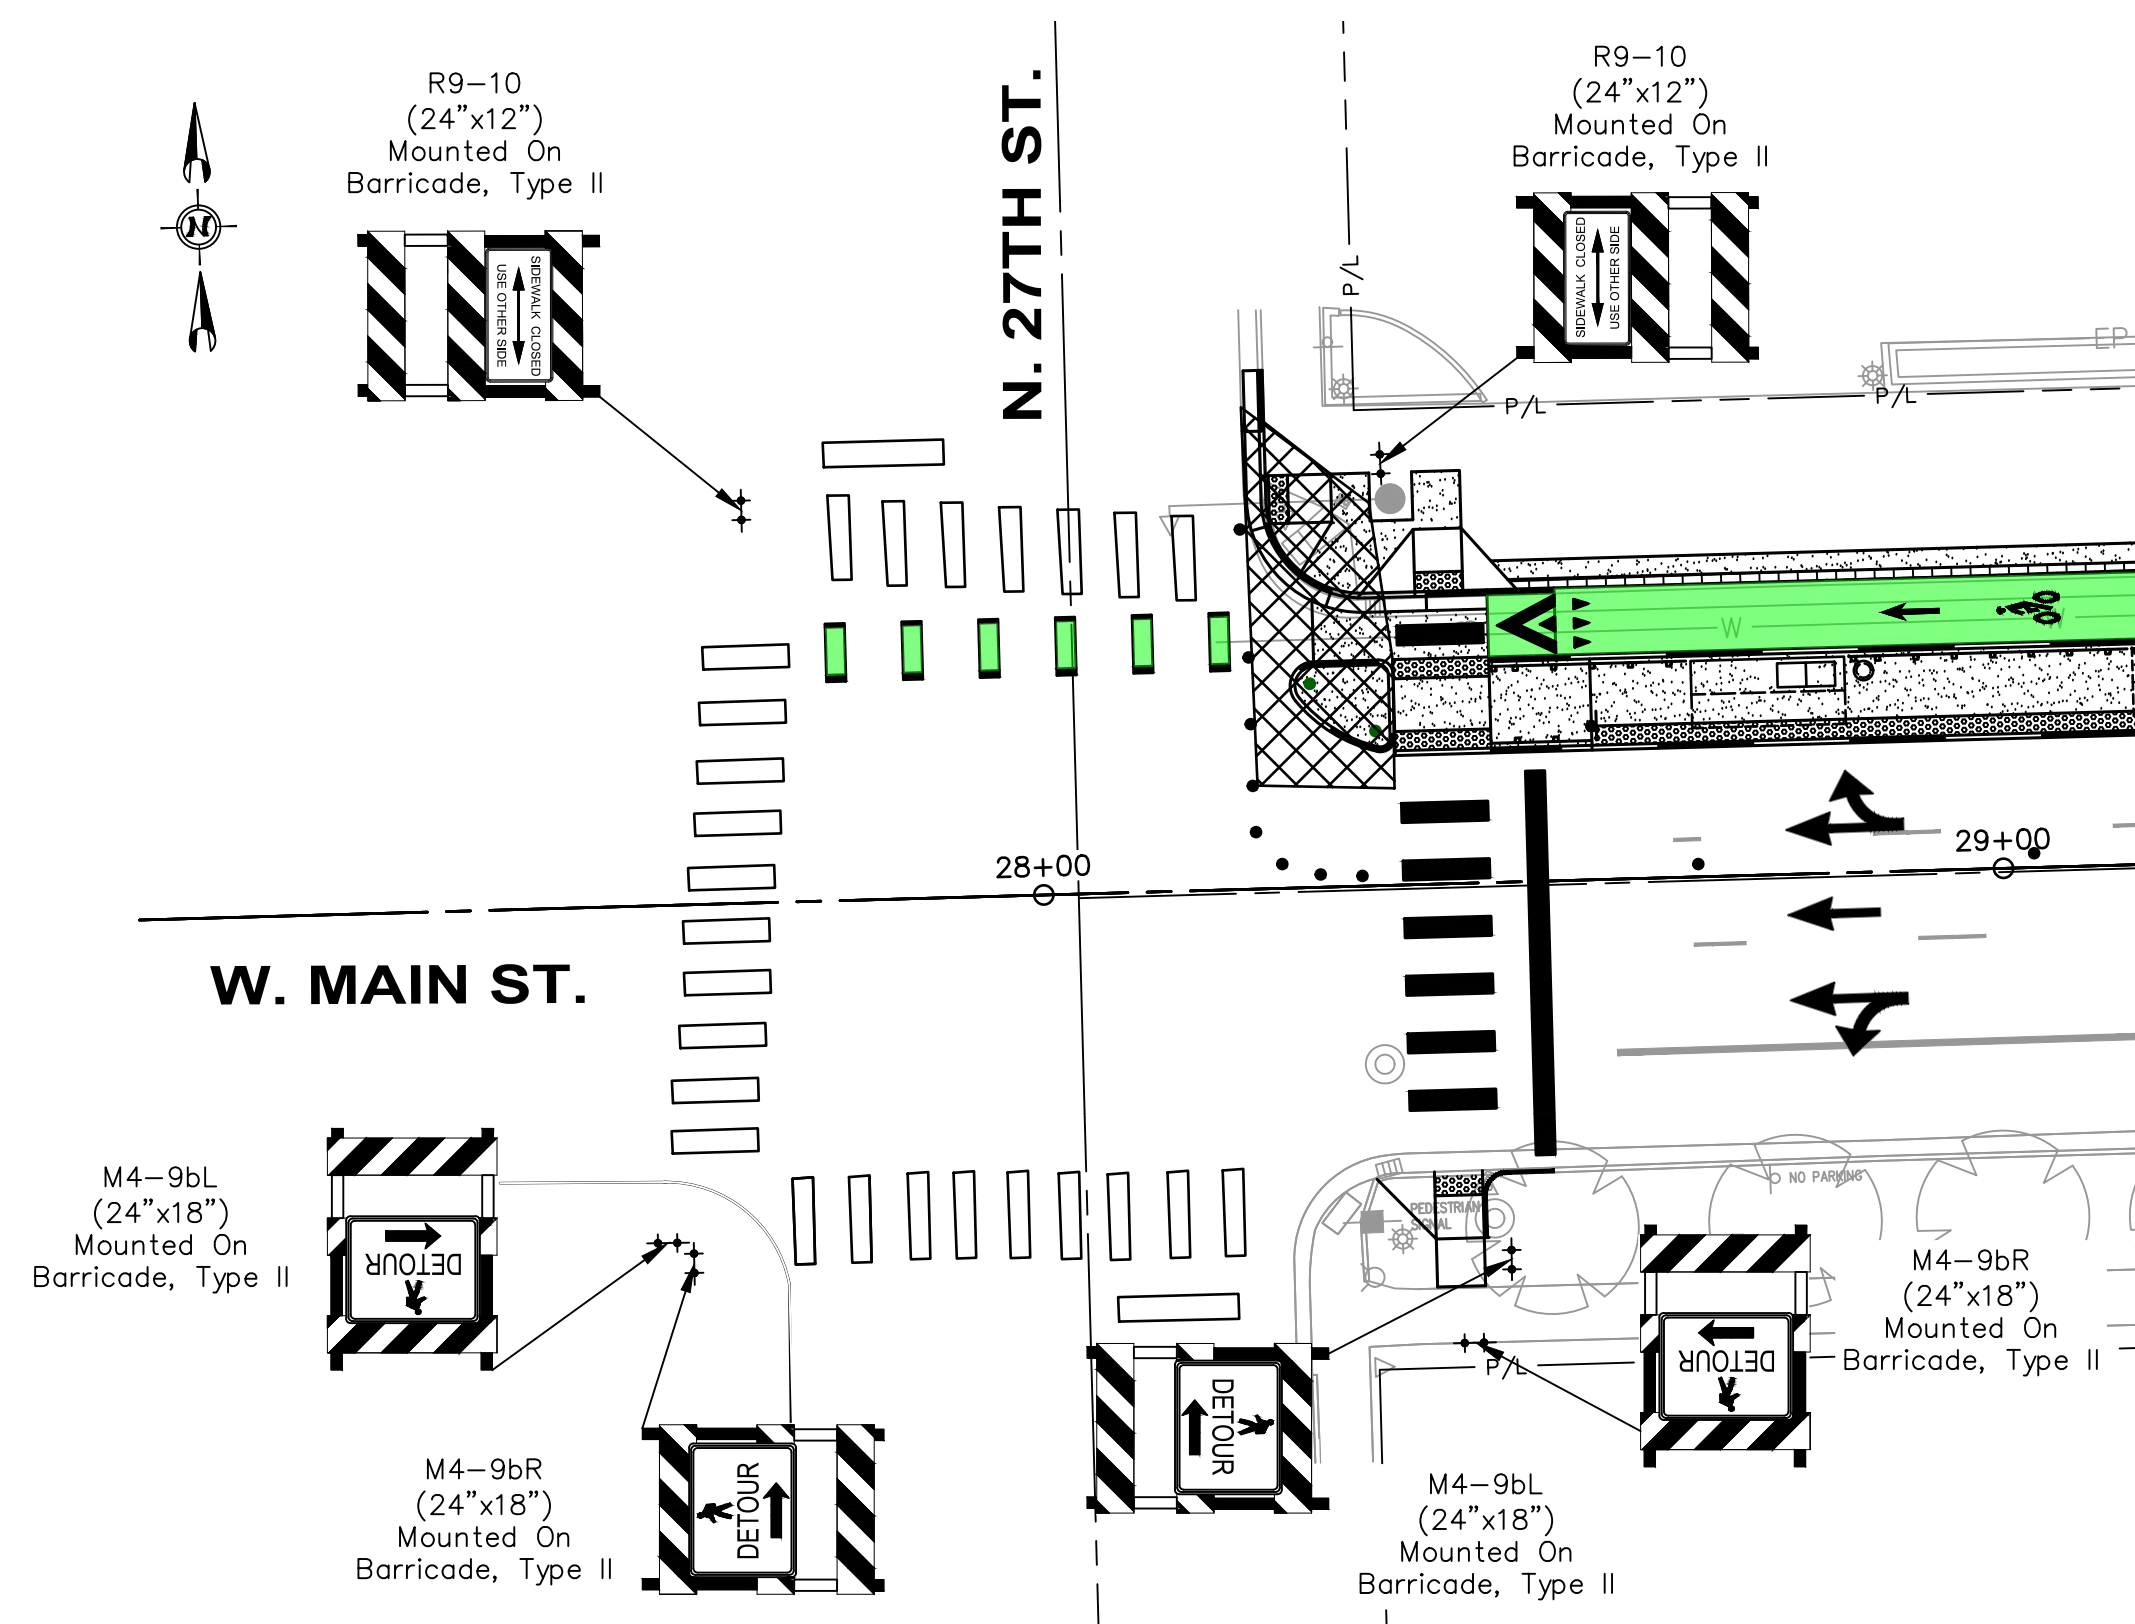 R9-10
(24"x12")
Mounted On
Barricade, Type II
SIDEWALK CLOSED
USE OTHER SIDE
N
N. 27TH ST.
R9-10
(24"x12")
Mounted On
Barricade, Type II
SIDEWALK CLOSED
USE OTHER SIDE
P/L
P/L
P/L
EP
W
W
28+00
29+00
W. MAIN ST.
M4-9bL
(24"x18")
Mounted On
Barricade, Type II
DETOUR
M4-9bR
(24"x18")
Mounted On
Barricade, Type II
DETOUR
PEDESTRIAN
SIGNAL
NO PARKING
P/L
DETOUR
M4-9bL
(24"x18")
Mounted On
Barricade, Type II
DETOUR
M4-9bR
(24"x18")
Mounted On
Barricade, Type II